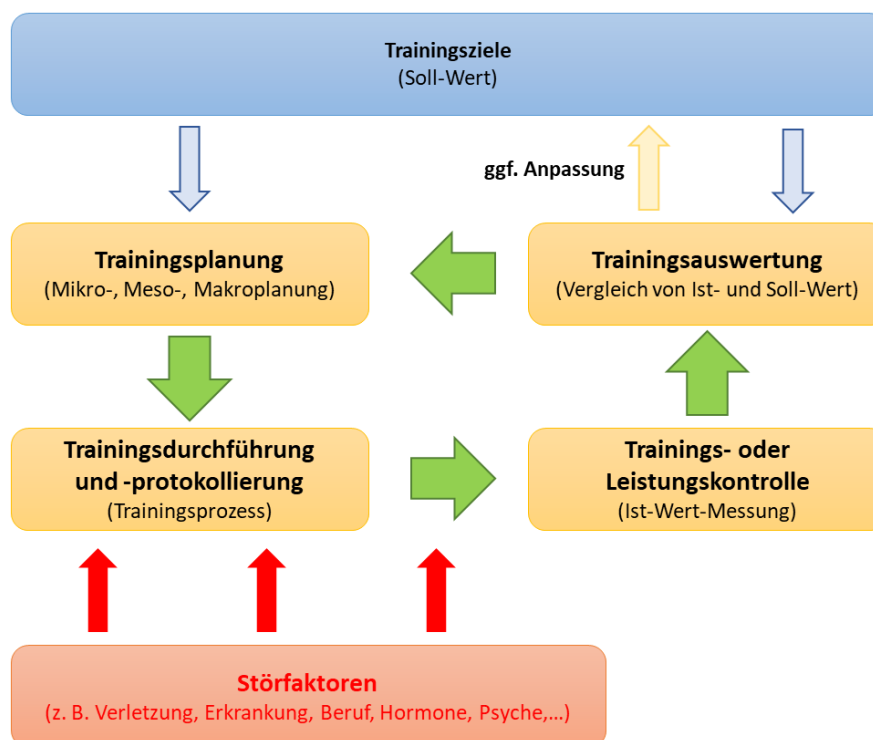 Trainingsziele
(Soll-Wert)
ggf. Anpassung
Trainingsplanung
(Mikro-, Meso-, Makroplanung)
Trainingsauswertung
(Vergleich von Ist- und Soll-Wert)
Trainingsdurchführung
und -protokollierung
(Trainingsprozess)
Trainings- oder
Leistungskontrolle
(Ist-Wert-Messung)
Störfaktoren
(z. B. Verletzung, Erkrankung, Beruf, Hormone, Psyche,...)